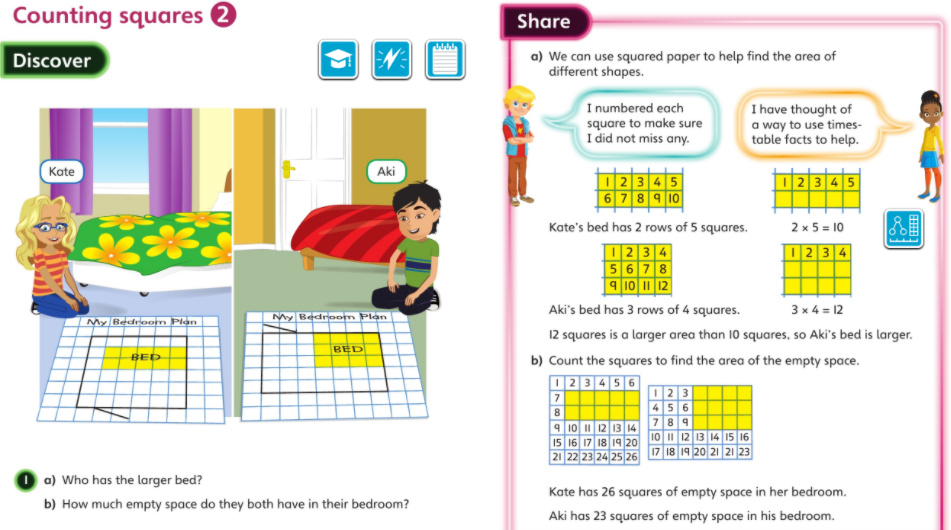 Counting squares 2
Discover
Kate
Aki
My Bedroom Plan
BED
My Bedroom Plan
BED
1 a) Who has the larger bed?
b) How much empty space do they both have in their bedroom?
Share
a) We can use squared paper to help find the area of
different shapes.
I numbered each
square to make sure
I did not miss any.
I have thought of
a way to use times-
table facts to help.
1 2 3 4 5
6 7 8 9 10
1 2 3 4 5
Kate's bed has 2 rows of 5 squares.
2 × 5 = 10
1 2 3 4
5 6 7 8
9 10 11 12
1 2 3 4
Aki's bed has 3 rows of 4 squares.
3 × 4 = 12
12 squares is a larger area than 10 squares, so Aki's bed is larger.
b) Count the squares to find the area of the empty space.
1 2 3 4 5 6
7
8
9 10 11 12 13 14
15 16 17 18 19 20
21 22 23 24 25 26
1 2 3
4 5 6
7 8 9
10 11 12 13 14 15 16
17 18 19 20 21 21 23
Kate has 26 squares of empty space in her bedroom.
Aki has 23 squares of empty space in his bedroom.